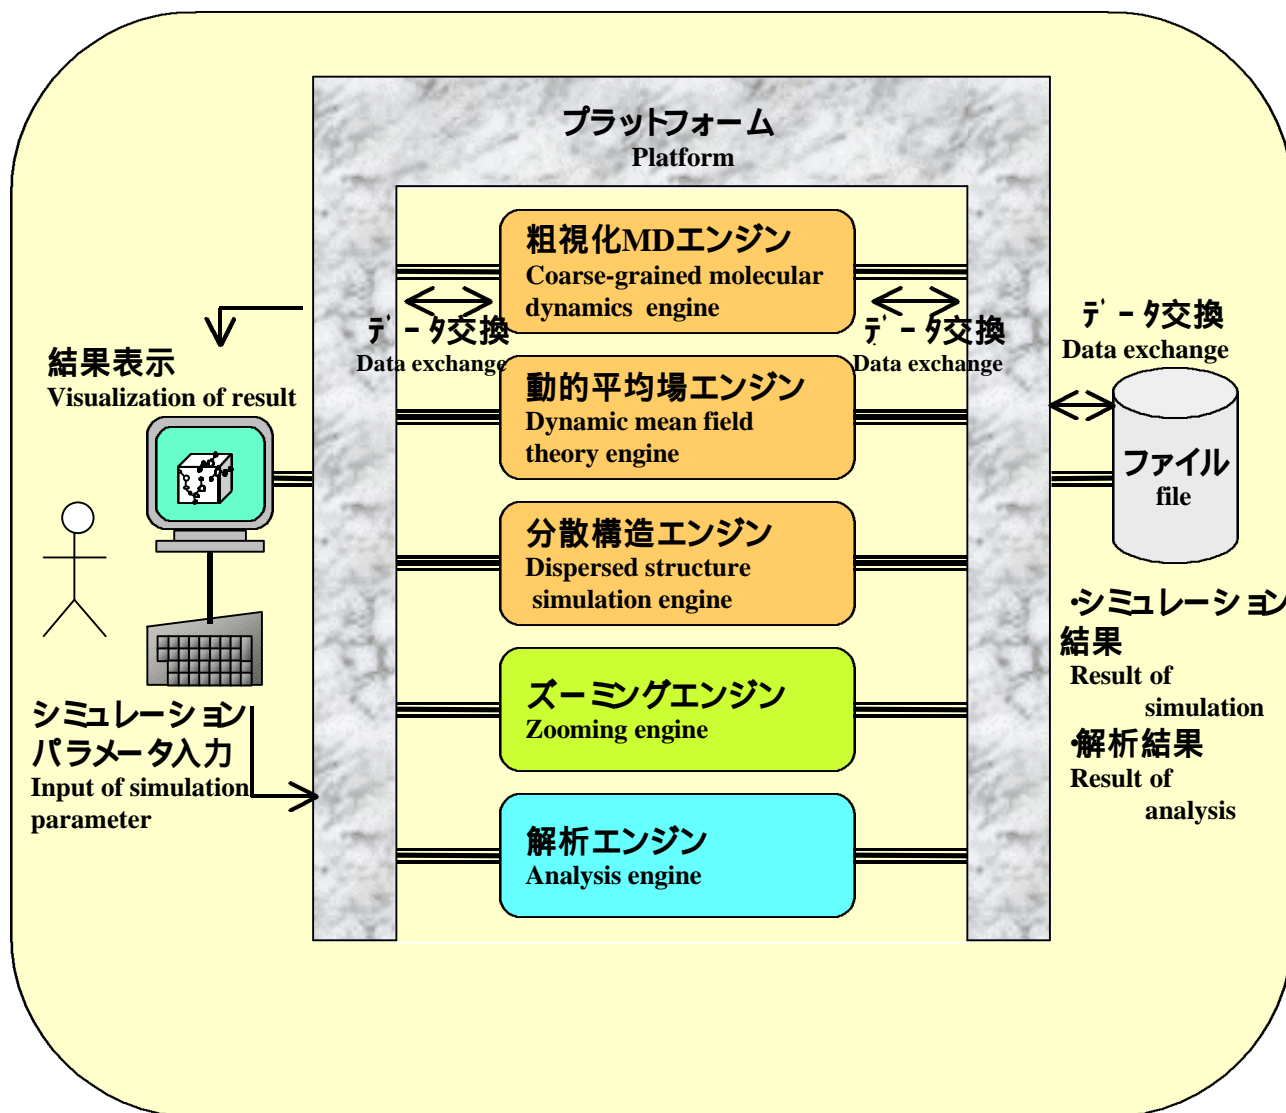 プラットフォーム
Platform
粗視化MDエンジン
Coarse-grained molecular
dynamics engine
データ交換
Data exchange
データ交換
Data exchange
データ交換
Data exchange
結果表示
Visualization of result
動的平均場エンジン
Dynamic mean field
theory engine
ファイル
file
分散構造エンジン
Dispersed structure
simulation engine
・シミュレーション
結果
Result of
simulation
・解析結果
Result of
analysis
ズーミングエンジン
Zooming engine
シミュレーション
パラメータ入力
Input of simulation
parameter
解析エンジン
Analysis engine